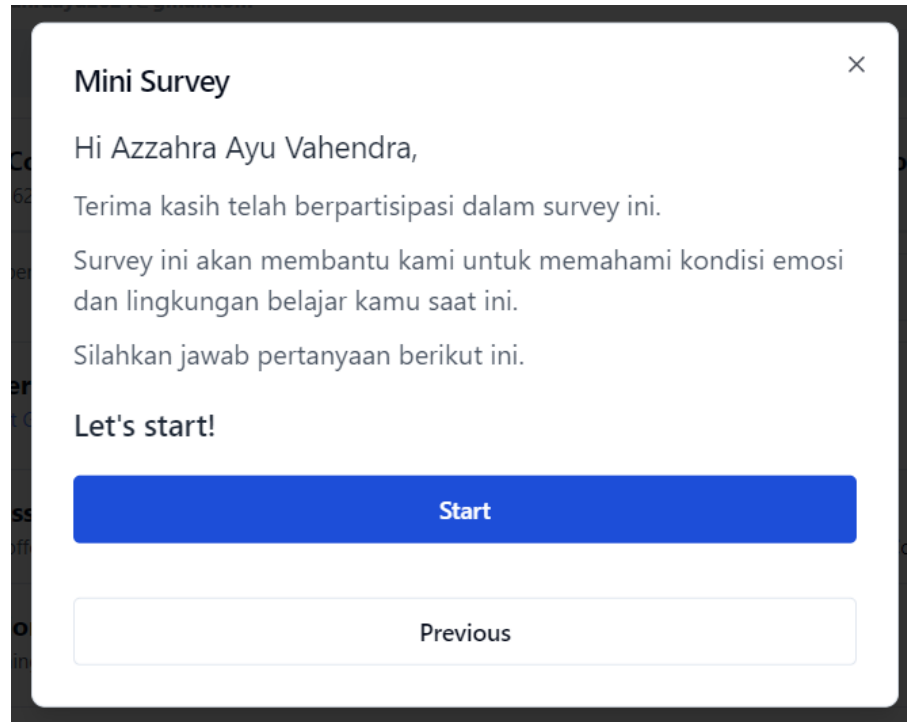 Mini Survey
Hi Azzahra Ayu Vahendra,
Terima kasih telah berpartisipasi dalam survey ini.
Survey ini akan membantu kami untuk memahami kondisi emosi
dan lingkungan belajar kamu saat ini.
Silahkan jawab pertanyaan berikut ini.
Let's start!
Start
Previous